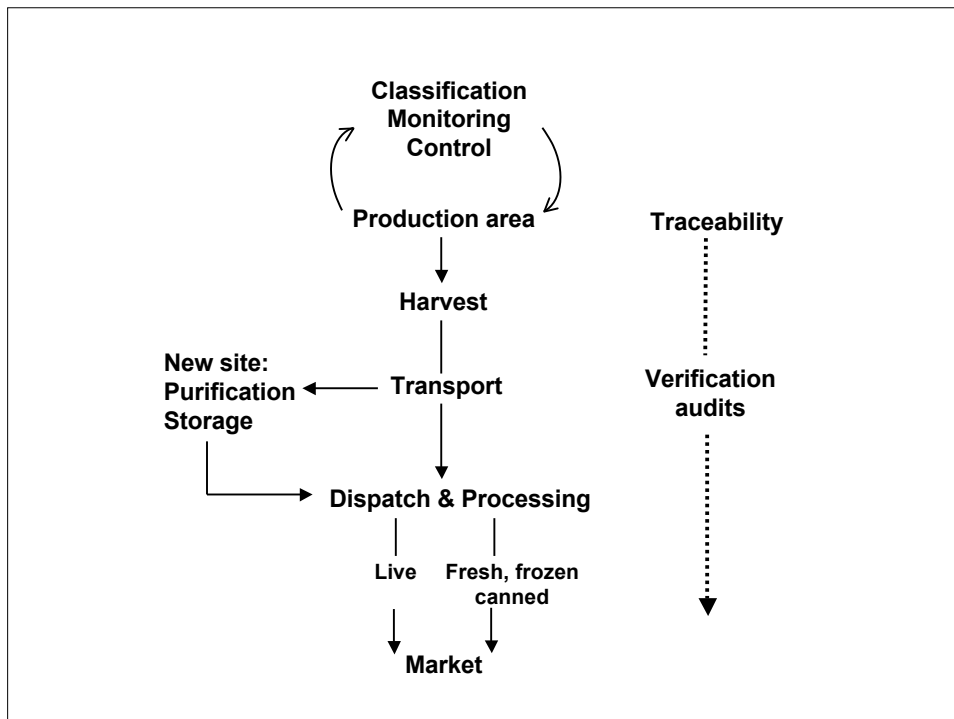 Classification
Monitoring
Control
Production area
Traceability
Harvest
New site:
Purification
Storage
Transport
Verification
audits
Dispatch & Processing
Live
Fresh, frozen
canned
Market